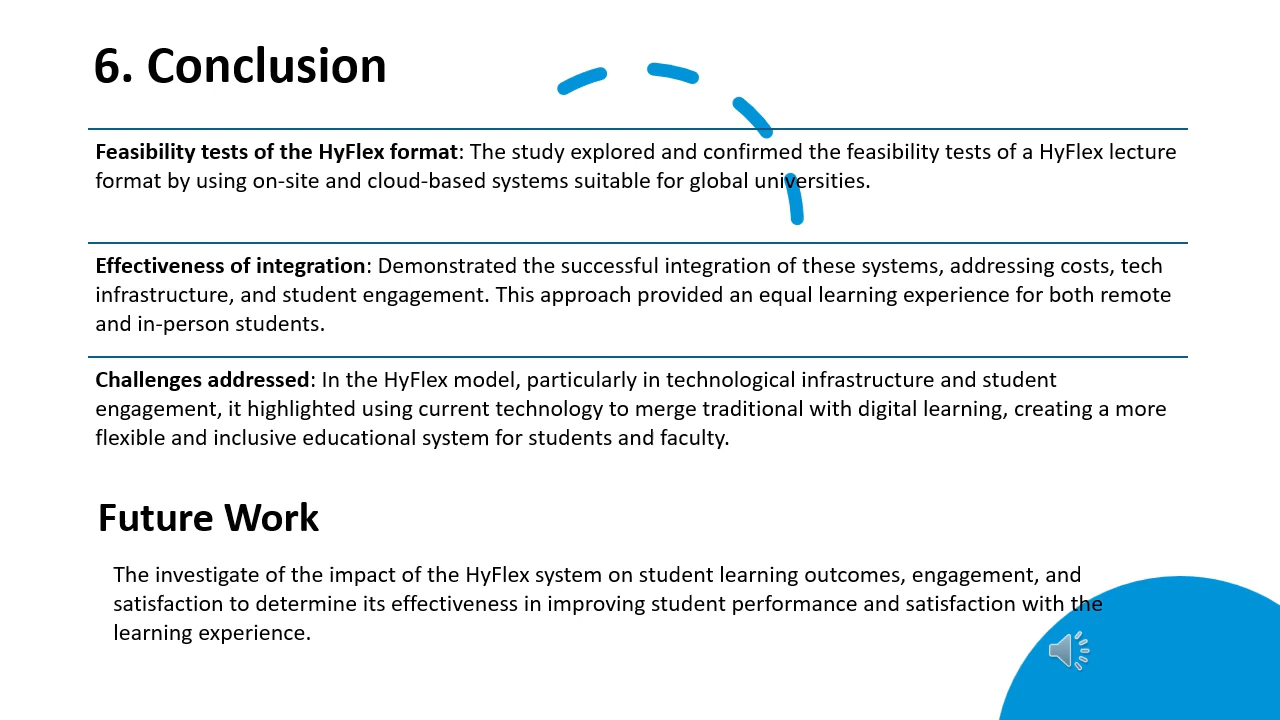 6. Conclusion
Feasibility tests of the HyFlex format: The study explored and confirmed the feasibility tests of a HyFlex lecture
format by using on-site and cloud-based systems suitable for global universities.
Effectiveness of integration: Demonstrated the successful integration of these systems, addressing costs, tech
infrastructure, and student engagement. This approach provided an equal learning experience for both remote
and in-person students.
Challenges addressed: In the HyFlex model, particularly in technological infrastructure and student
engagement, it highlighted using current technology to merge traditional with digital learning, creating a more
flexible and inclusive educational system for students and faculty.
Future Work
The investigate of the impact of the HyFlex system on student learning outcomes, engagement, and
satisfaction to determine its effectiveness in improving student performance and satisfaction with the
learning experience.